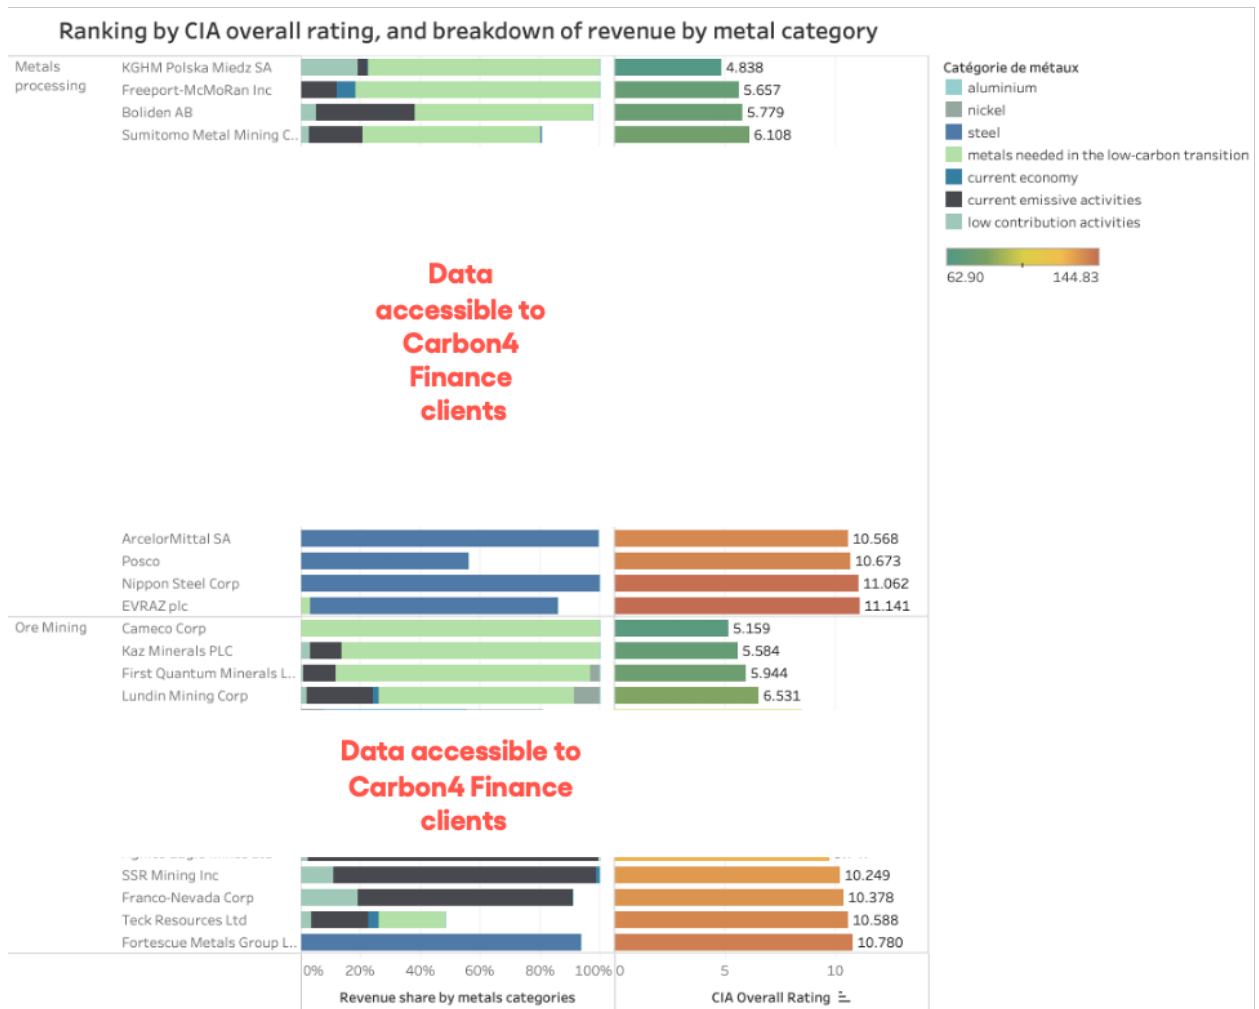 Ranking by CIA overall rating, and breakdown of revenue by metal category
Metals
processing
KGHM Polska Miedz SA
4.838
Freeport-McMoRan Inc
5.657
Boliden AB
5.779
Sumitomo Metal Mining C..
6.108
Catégorie de métaux
aluminium
nickel
steel
metals needed in the low-carbon transition
current economy
current emissive activities
low contribution activities
62.90
144.83
Data
accessible to
Carbon4
Finance
clients
ArcelorMittal SA
10.568
Posco
10.673
Nippon Steel Corp
11.062
EVRAZ plc
11.141
Ore Mining
Cameco Corp
5.159
Kaz Minerals PLC
5.584
First Quantum Minerals L..
5.944
Lundin Mining Corp
6.531
Data accessible to
Carbon4 Finance
clients
SSR Mining Inc
10.249
Franco-Nevada Corp
10.378
Teck Resources Ltd
10.588
Fortescue Metals Group L..
10.780
0% 20% 40% 60% 80% 100%
0 5 10
Revenue share by metals categories
CIA Overall Rating